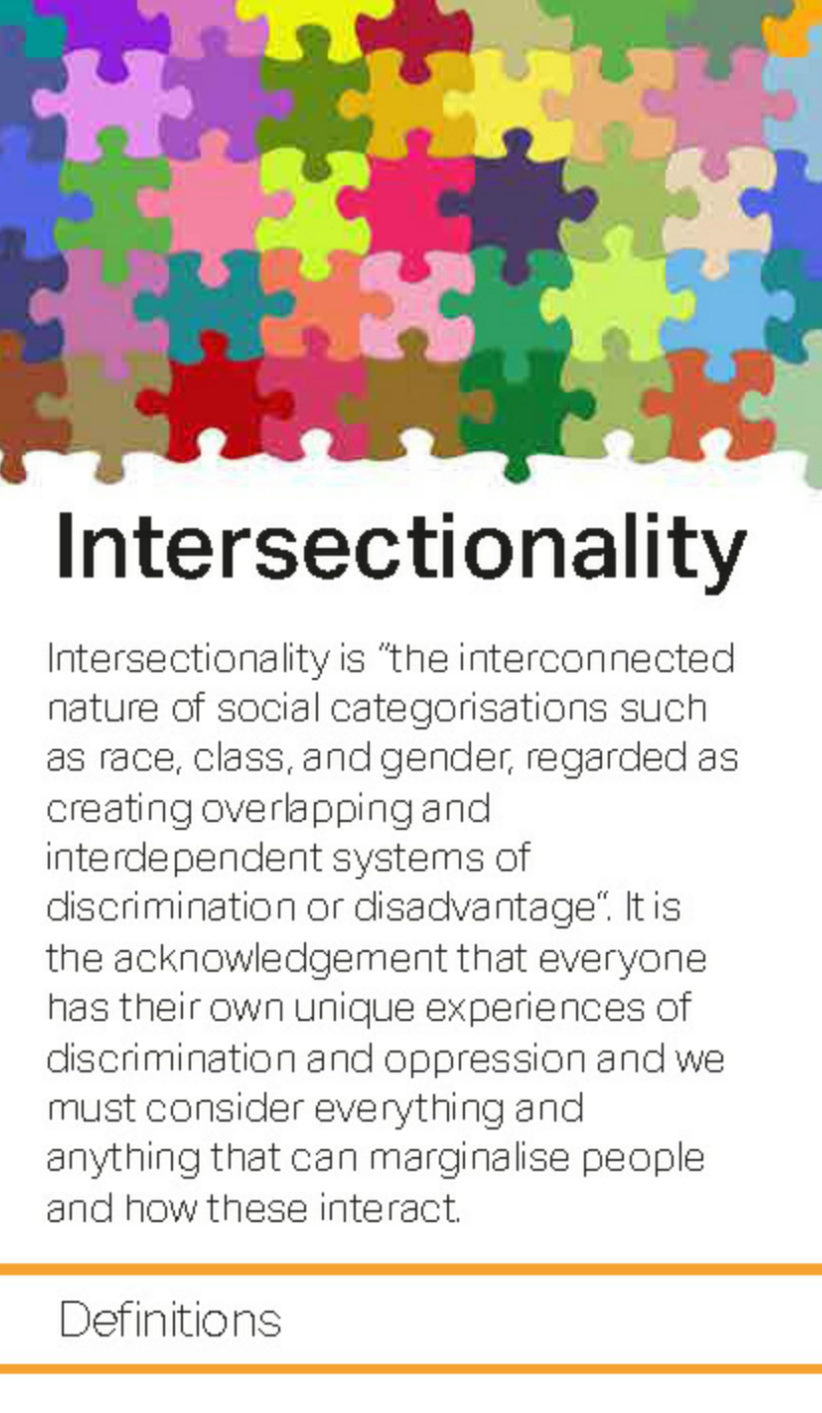 Intersectionality
Intersectionality is “the interconnected
nature of social categorisations such
as race, class, and gender, regarded as
creating overlapping and
interdependent systems of
discrimination or disadvantage“. It is
the acknowledgement that everyone
has their own unique experiences of
discrimination and oppression and we
must consider everything and
anything that can marginalise people
and how these interact.
Definitions